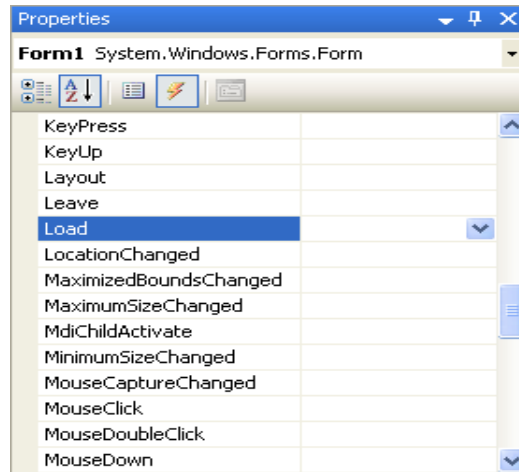 Properties
Form1 System.Windows.Forms.Form
KeyPress
KeyUp
Layout
Leave
Load
LocationChanged
MaximizedBoundsChanged
MaximumSizeChanged
MdiChildActivate
MinimumSizeChanged
MouseCaptureChanged
MouseClick
MouseDoubleClick
MouseDown